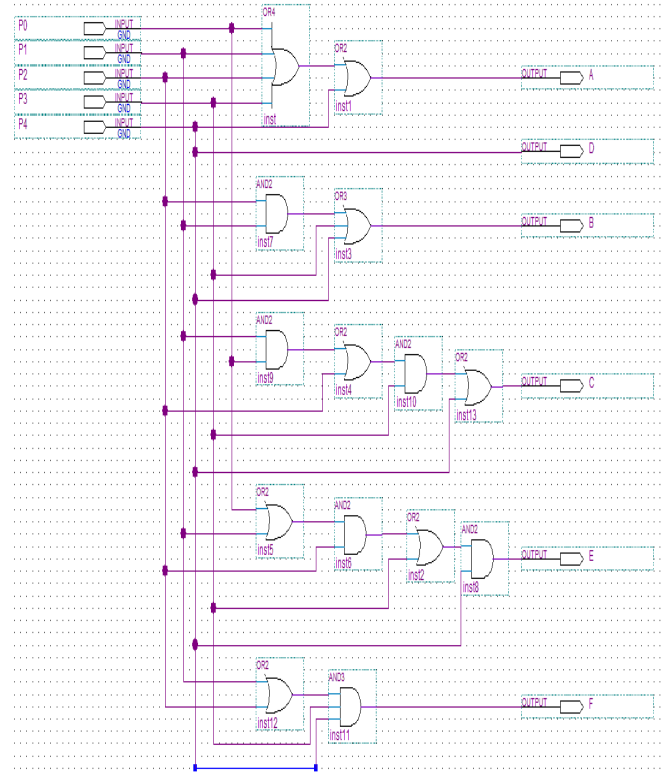 P0 INPUT
GND
P1 INPUT
GND
P2 INPUT
GND
P3 INPUT
GND
P4 INPUT
GND
OR4
inst
OR2
inst1
OUTPUT A
OUTPUT D
AND2
inst7
OR3
inst3
OUTPUT B
AND2
inst9
OR2
inst4
AND2
inst10
OR2
inst13
OUTPUT C
OR2
inst5
AND2
inst6
OR2
inst2
AND2
inst8
OUTPUT E
OR2
inst12
AND3
inst11
OUTPUT F